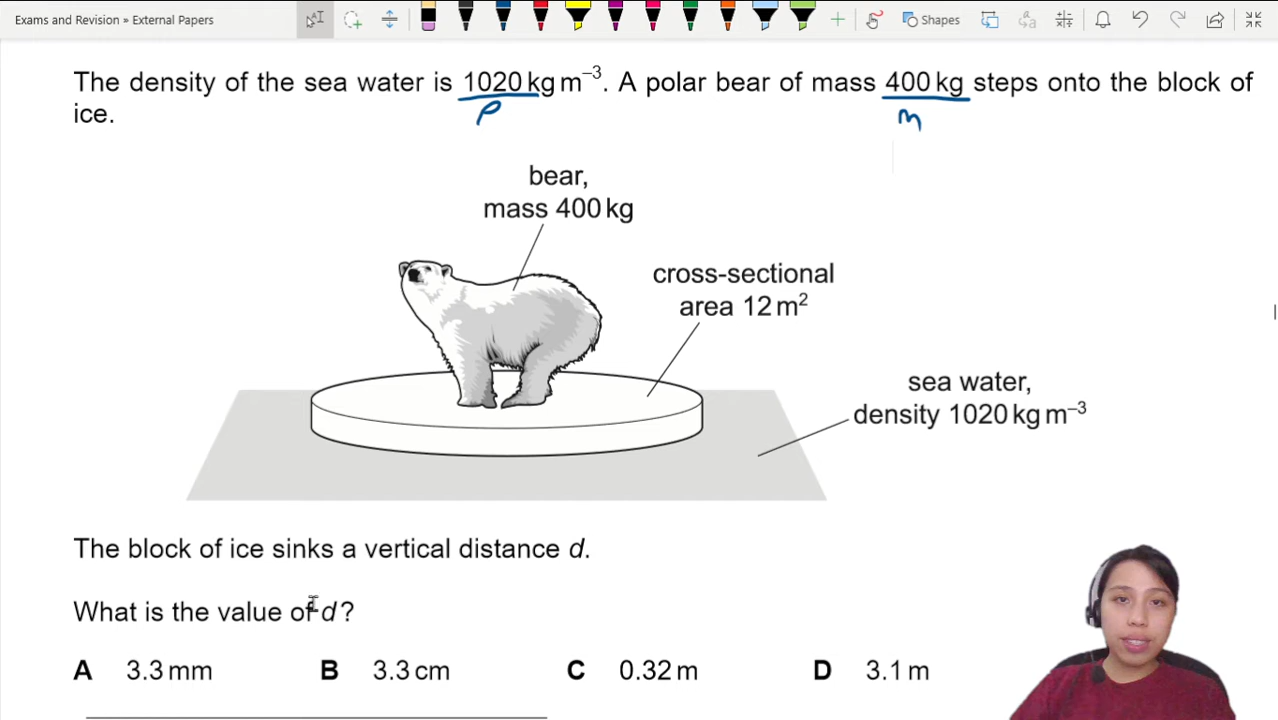 Exams and Revision » External Papers
Shapes
The density of the sea water is 1020 kg m⁻³. A polar bear of mass 400 kg steps onto the block of
ice.
ρ
m
bear,
mass 400 kg
cross-sectional
area 12 m²
sea water,
density 1020 kg m⁻³
The block of ice sinks a vertical distance d.
What is the value of d?
A 3.3 mm B 3.3 cm C 0.32 m D 3.1 m